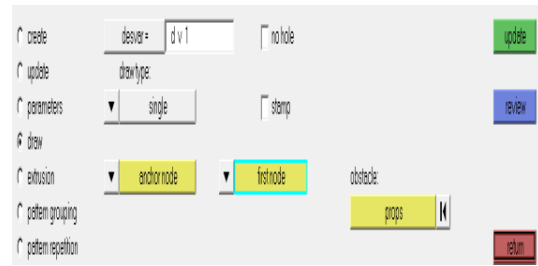 create desvar = d v 1 no hole update
update draw type:
parameters single stamp review
draw
extrusion anchor node first node obstacle:
pattern grouping props
pattern repetition return